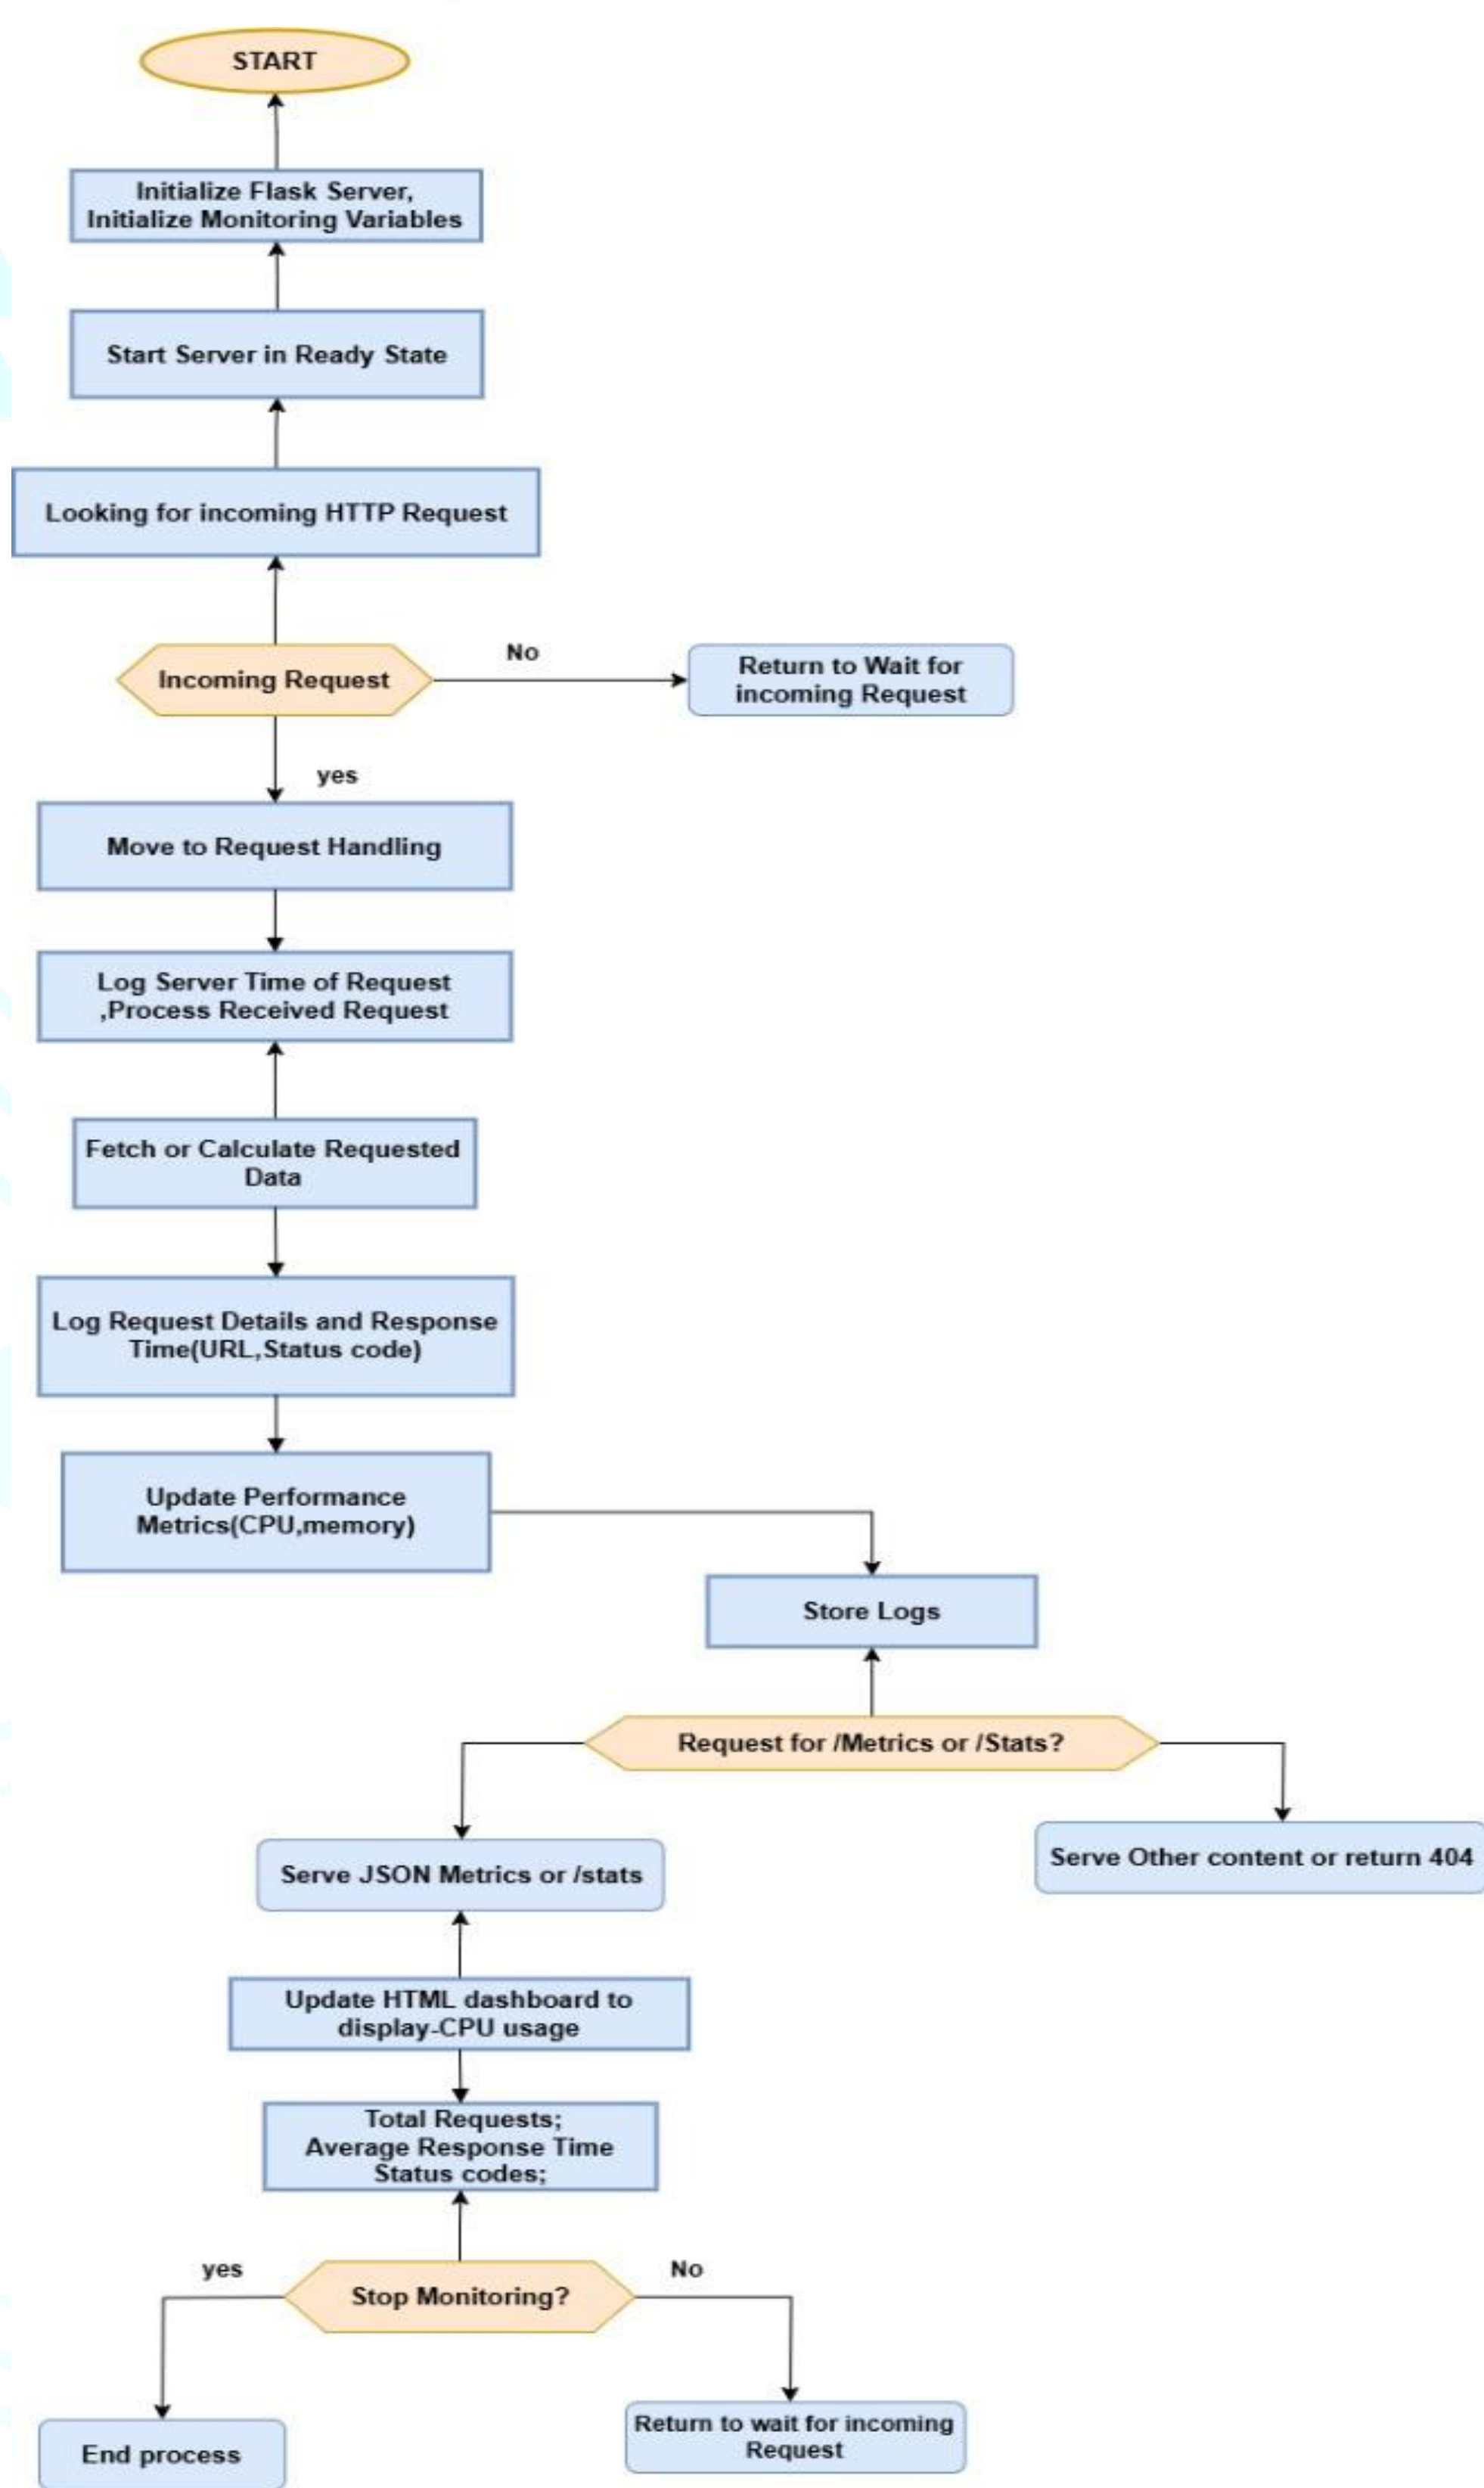 START
Initialize Flask Server,
Initialize Monitoring Variables
Start Server in Ready State
Looking for incoming HTTP Request
Incoming Request
No
Return to Wait for
incoming Request
yes
Move to Request Handling
Log Server Time of Request
,Process Received Request
Fetch or Calculate Requested
Data
Log Request Details and Response
Time(URL,Status code)
Update Performance
Metrics(CPU,memory)
Store Logs
Request for /Metrics or /Stats?
Serve JSON Metrics or /stats
Serve Other content or return 404
Update HTML dashboard to
display-CPU usage
Total Requests;
Average Response Time
Status codes;
yes
Stop Monitoring?
No
End process
Return to wait for incoming
Request